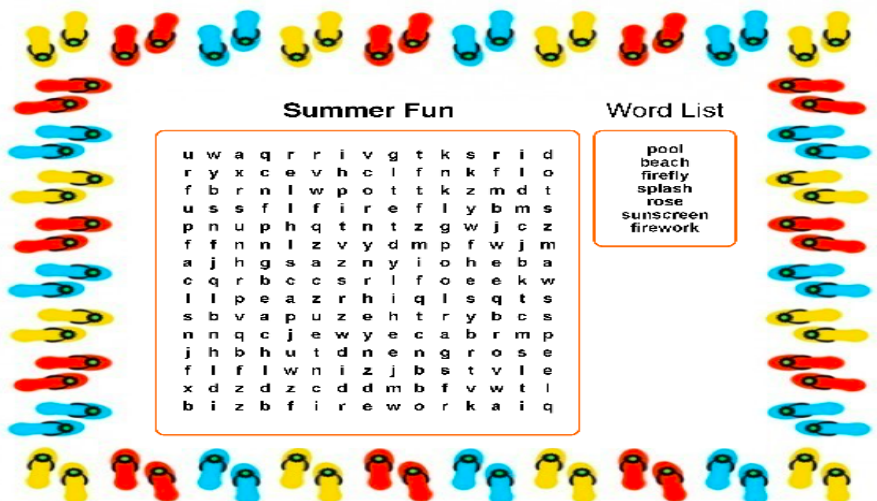 Summer Fun
Word List
u w a q r r i v g t k s r i d
r y x c e v h c l f n k f l o
f b r n l w p o t t k z m d t
u s s f l f i r e f l y b m s
p n u p h q t n t z g w j c z
f f n n l z v y d m p f w j m
a j h g s a z n y i o h e b a
c q r b c c s r l f o e e k w
l l p e a z r h i q l s q t s
s b v a p u z e h t r y b c s
n n q c j e w y e c a b r m p
j h b h u t d n e n g r o s e
f l f l w n i z j b s t v l e
x d z d z c d d m b f v w t l
b i z b f i r e w o r k a i q
pool
beach
firefly
splash
rose
sunscreen
firework